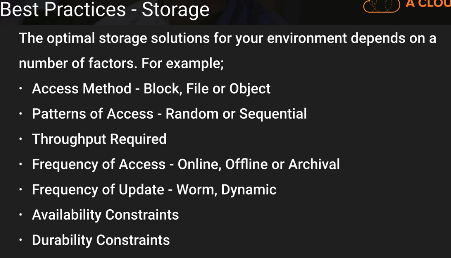 Best Practices - Storage
A CLOU
The optimal storage solutions for your environment depends on a
number of factors. For example;
· Access Method - Block, File or Object
· Patterns of Access - Random or Sequential
· Throughput Required
· Frequency of Access - Online, Offline or Archival
· Frequency of Update - Worm, Dynamic
· Availability Constraints
· Durability Constraints